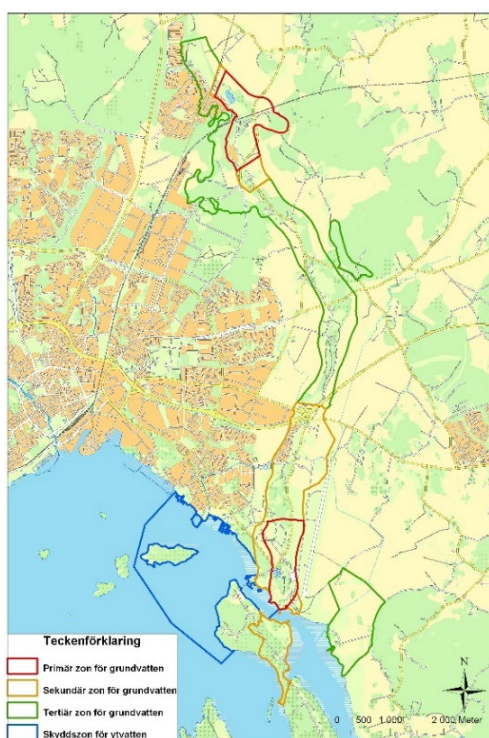 Teckenförklaring
Primär zon för grundvatten
Sekundär zon för grundvatten
Tertiär zon för grundvatten
Skyddszon för ytvatten
N
0 500 1.000 2 000 Meter